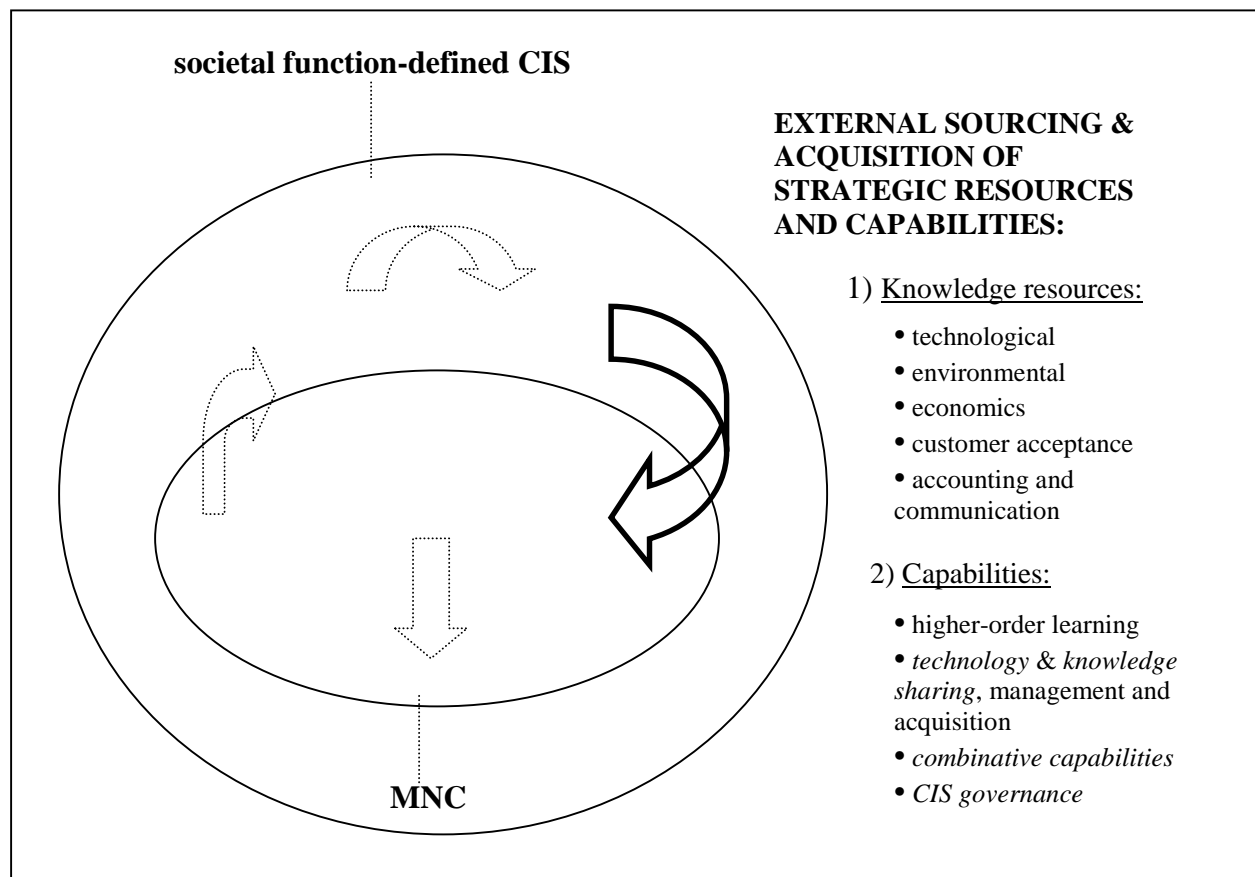 societal function-defined CIS
EXTERNAL SOURCING &
ACQUISITION OF
STRATEGIC RESOURCES
AND CAPABILITIES:
1) Knowledge resources:
• technological
• environmental
• economics
• customer acceptance
• accounting and
communication
2) Capabilities:
• higher-order learning
• technology & knowledge
sharing, management and
acquisition
• combinative capabilities
• CIS governance
MNC